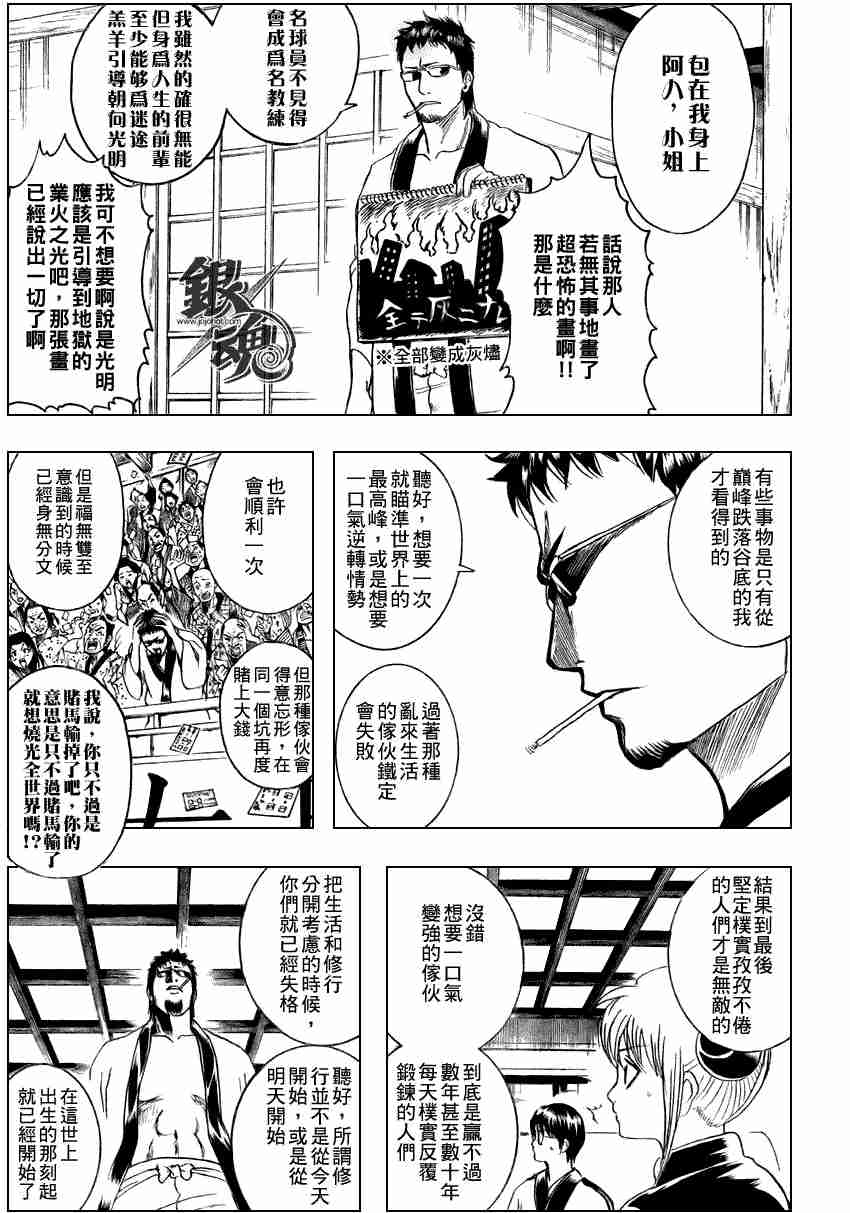 包在我身上
阿八，小姐
話說那人
若無其事地畫了
超恐怖的畫啊!!
那是什麼
名球員不見得
會成爲名教練
我雖然的確很無能
但身爲人生的前輩
至少能够爲迷途
羔羊引導朝向光明
全部灰二九
※全部變成灰燼
銀魂
www.jojohot.com
我可不想要啊說是光明
應該是引導到地獄的
業火之光吧，那張畫
已經說出一切了啊
有些事物是只有從
巔峰跌落谷底的我
才看得到的
聽好，想要一次
就瞄準世界上的
最高峰，或是想要
一口氣逆轉情勢
過著那種
亂來生活
的傢伙鐵定
會失敗
也許
會順利一次
但是福無雙至
意識到的時候
已經身無分文
但那種傢伙會
得意忘形，在
同一個坑再度
賭上大錢
我說，你只不過是
賭馬輸掉了吧，你的
意思是只不過賭馬輸了
就想燒光全世界嗎!?
結果到最後
堅定樸實孜孜不倦
的人們才是無敵的
沒錯
想要一口氣
變強的傢伙
到底是贏不過
數年甚至數十年
每天樸實反覆
鍛鍊的人們
把生活和修行
分開考慮的時候，
你們就已經失格
聽好，所謂修
行並不是從今天
開始，或是從
明天開始
在這世上
出生的那刻起
就已經開始了